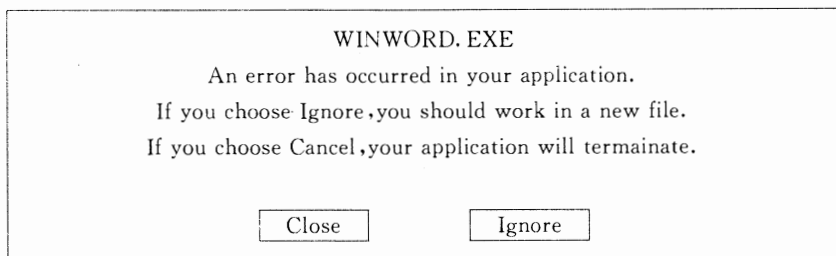 WINWORD. EXE
An error has occurred in your application.
If you choose Ignore,you should work in a new file.
If you choose Cancel,your application will termainate.
Close Ignore